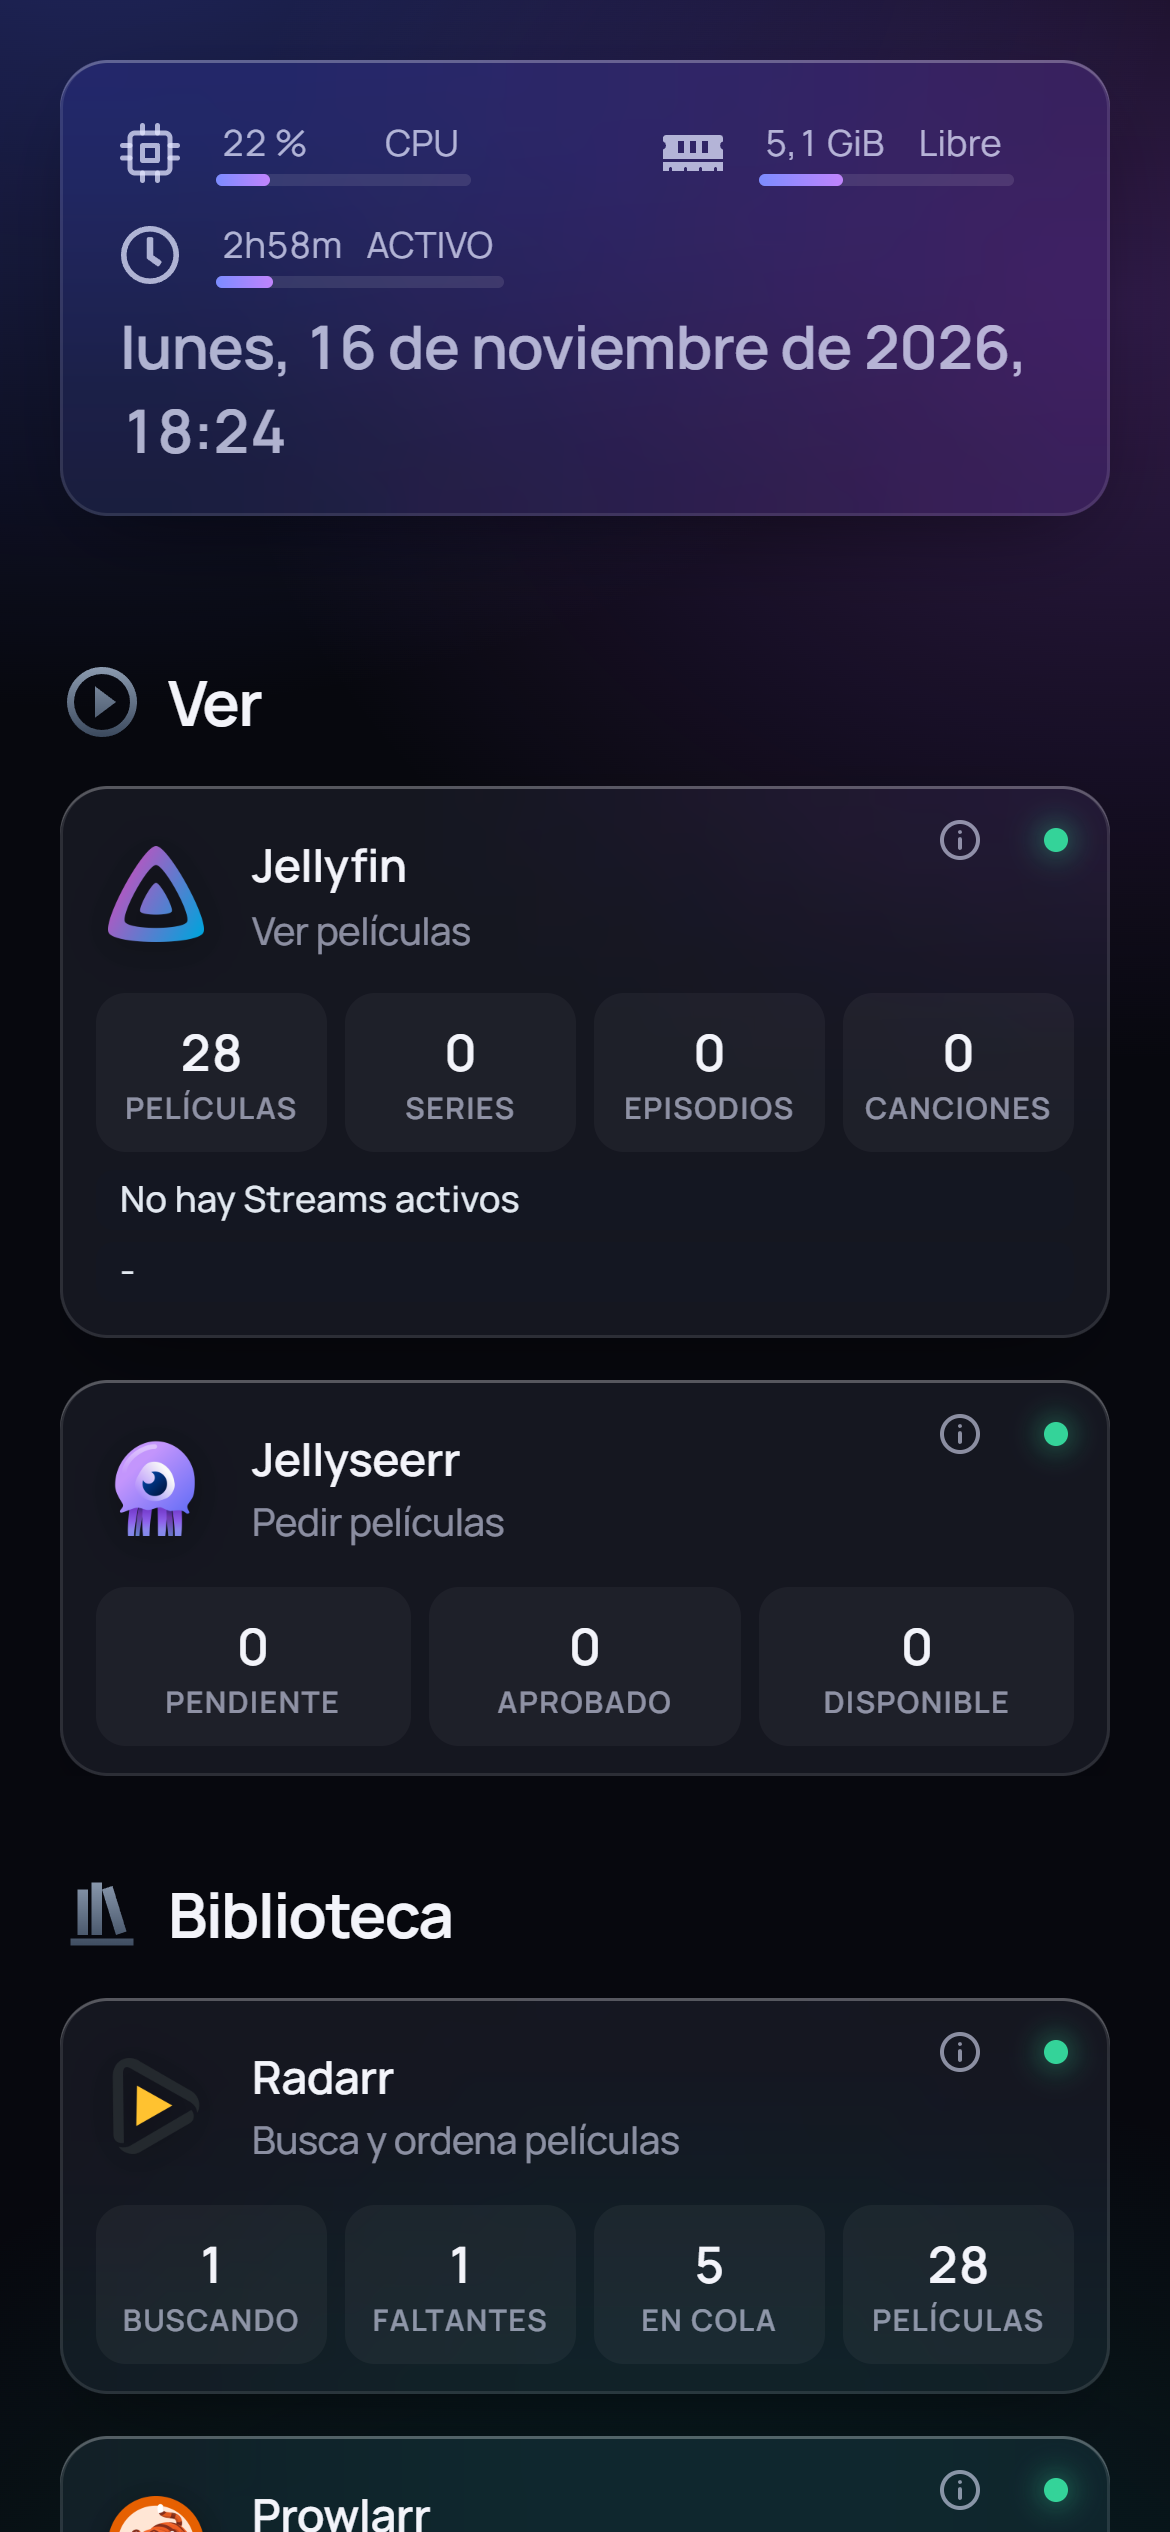 22 % CPU
5,1 GiB Libre
2h58m ACTIVO
lunes, 16 de noviembre de 2026,
18:24
Ver
Jellyfin
Ver películas
28
PELÍCULAS
0
SERIES
0
EPISODIOS
0
CANCIONES
No hay Streams activos
-
Jellyseerr
Pedir películas
0
PENDIENTE
0
APROBADO
0
DISPONIBLE
Biblioteca
Radarr
Busca y ordena películas
1
BUSCANDO
1
FALTANTES
5
EN COLA
28
PELÍCULAS
Prowlarr